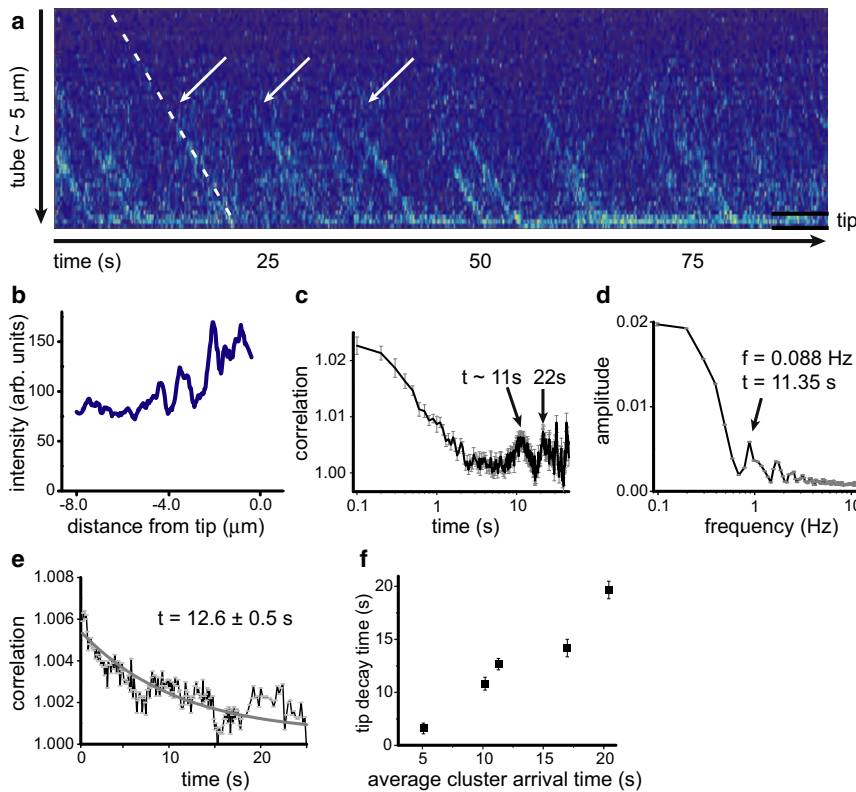 a
tube (~ 5 μm)
tip
time (s) 25 50 75
b
intensity (arb. units)
150
100
50
0
-8.0 -4.0 0.0
distance from tip (μm)
c
correlation
1.02
1.01
1.00
t ~ 11s 22s
0.1 1 10
time (s)
d
amplitude
0.02
0.01
0.00
f = 0.088 Hz
t = 11.35 s
0.1 1 10
frequency (Hz)
e
correlation
1.008
1.006
1.004
1.002
1.000
t = 12.6 ± 0.5 s
0 10 20
time (s)
f
tip decay time (s)
20
15
10
0
5 10 15 20
average cluster arrival time (s)